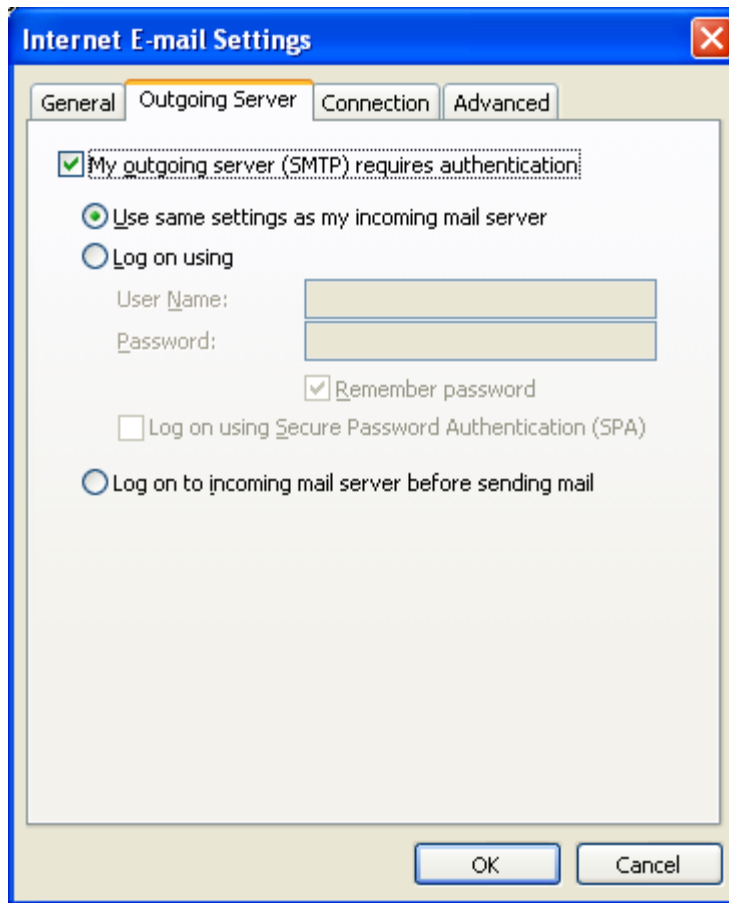 Internet E-mail Settings
General Outgoing Server Connection Advanced
My outgoing server (SMTP) requires authentication
Use same settings as my incoming mail server
Log on using
User Name:
Password:
Remember password
Log on using Secure Password Authentication (SPA)
Log on to incoming mail server before sending mail
OK Cancel